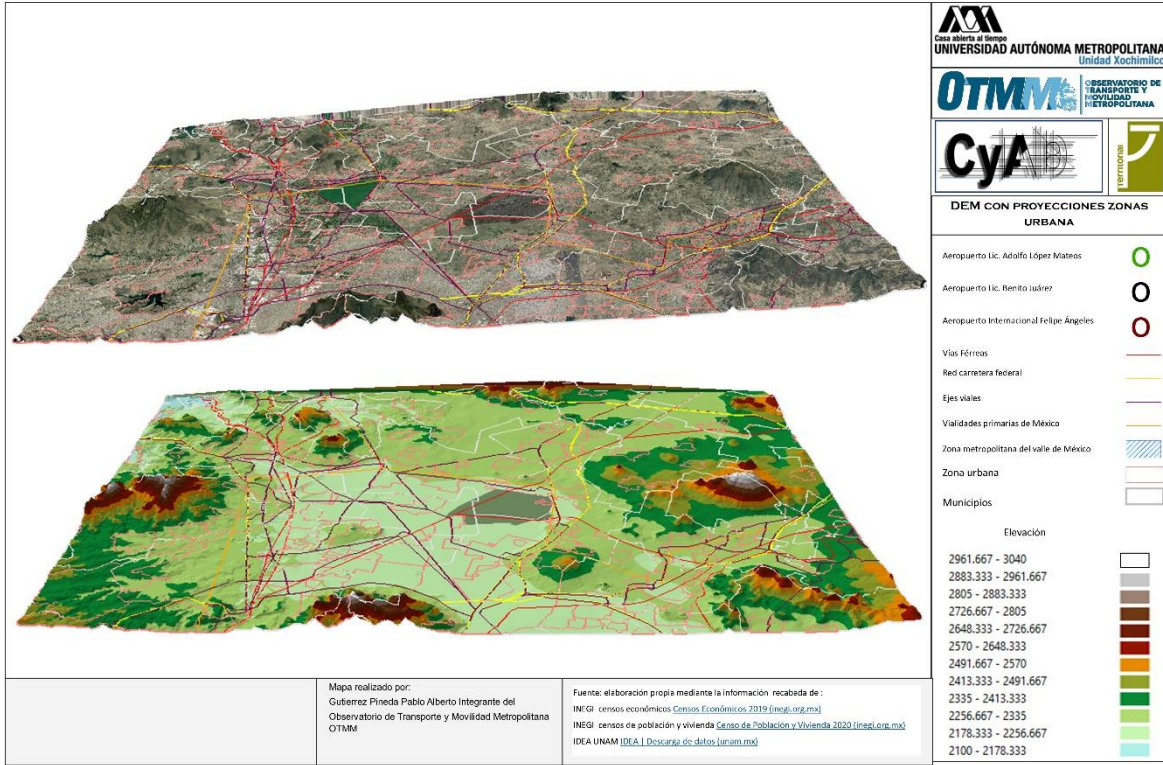 Casa abierta al tiempo
UNIVERSIDAD AUTÓNOMA METROPOLITANA
Unidad Xochimilco
OTMM
OBSERVATORIO DE
TRANSPORTE Y
MOVILIDAD
METROPOLITANA
CyAD
territorial
DEM CON PROYECCIONES ZONAS
URBANA
Aeropuerto Lic. Adolfo López Mateos
Aeropuerto Lic. Benito Juárez
Aeropuerto Internacional Felipe Ángeles
Vías Férreas
Red carretera federal
Ejes viales
Vialidades primarias de México
Zona metropolitana del valle de México
Zona urbana
Municipios
Elevación
2961.667 - 3040
2883.333 - 2961.667
2805 - 2883.333
2726.667 - 2805
2648.333 - 2726.667
2570 - 2648.333
2491.667 - 2570
2413.333 - 2491.667
2335 - 2413.333
2256.667 - 2335
2178.333 - 2256.667
2100 - 2178.333
Mapa realizado por:
Gutierrez Pineda Pablo Alberto Integrante del
Observatorio de Transporte y Movilidad Metropolitana
OTMM
Fuente: elaboración propia mediante la información recabada de :
INEGI censos económicos Censos Económicos 2019 (inegi.org.mx)
INEGI censos de población y vivienda Censo de Población y Vivienda 2020 (inegi.org.mx)
IDEA UNAM IDEA | Descarga de datos (unam.mx)